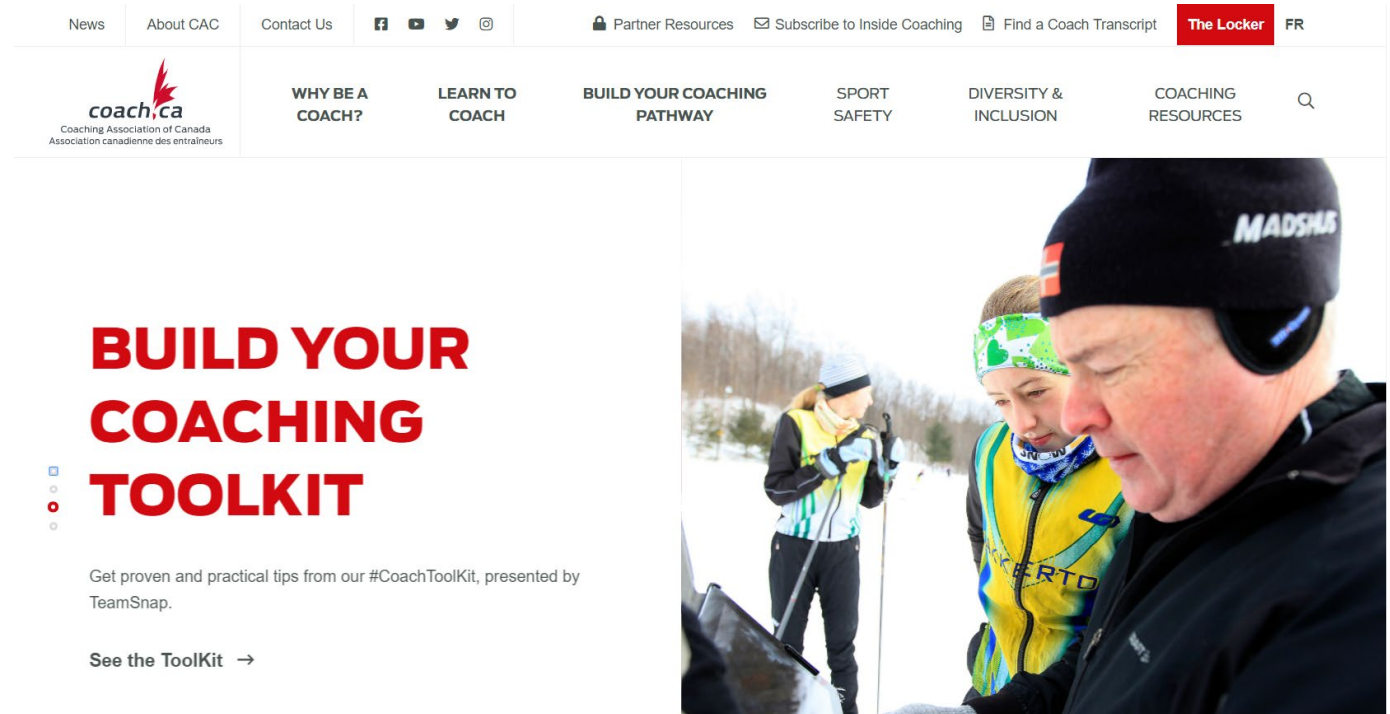 News
About CAC
Contact Us
Partner Resources
Subscribe to Inside Coaching
Find a Coach Transcript
The Locker
FR
coach.ca
Coaching Association of Canada
Association canadienne des entraîneurs
WHY BE A
COACH?
LEARN TO
COACH
BUILD YOUR COACHING
PATHWAY
SPORT
SAFETY
DIVERSITY &
INCLUSION
COACHING
RESOURCES
BUILD YOUR
COACHING
TOOLKIT
Get proven and practical tips from our #CoachToolKit, presented by
TeamSnap.
See the ToolKit
MADSHUS